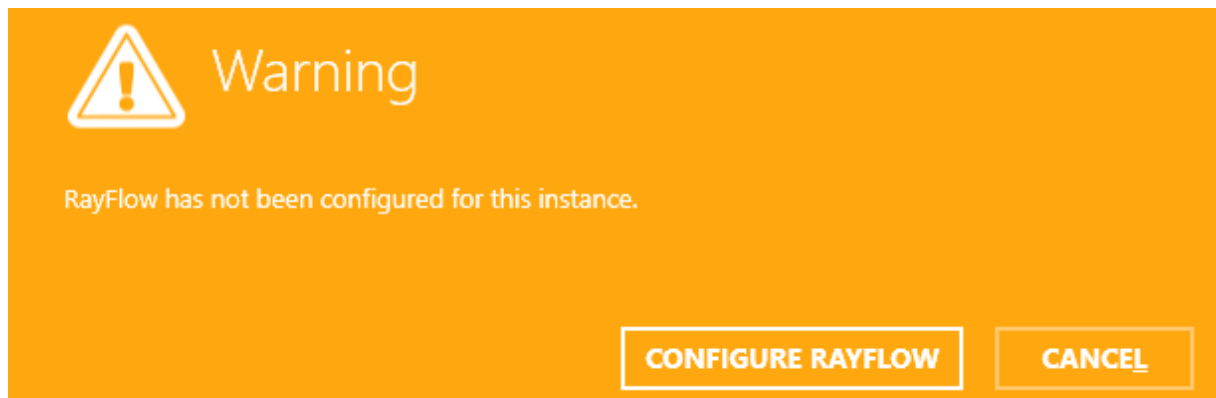 Warning
RayFlow has not been configured for this instance.
CONFIGURE RAYFLOW CANCEL